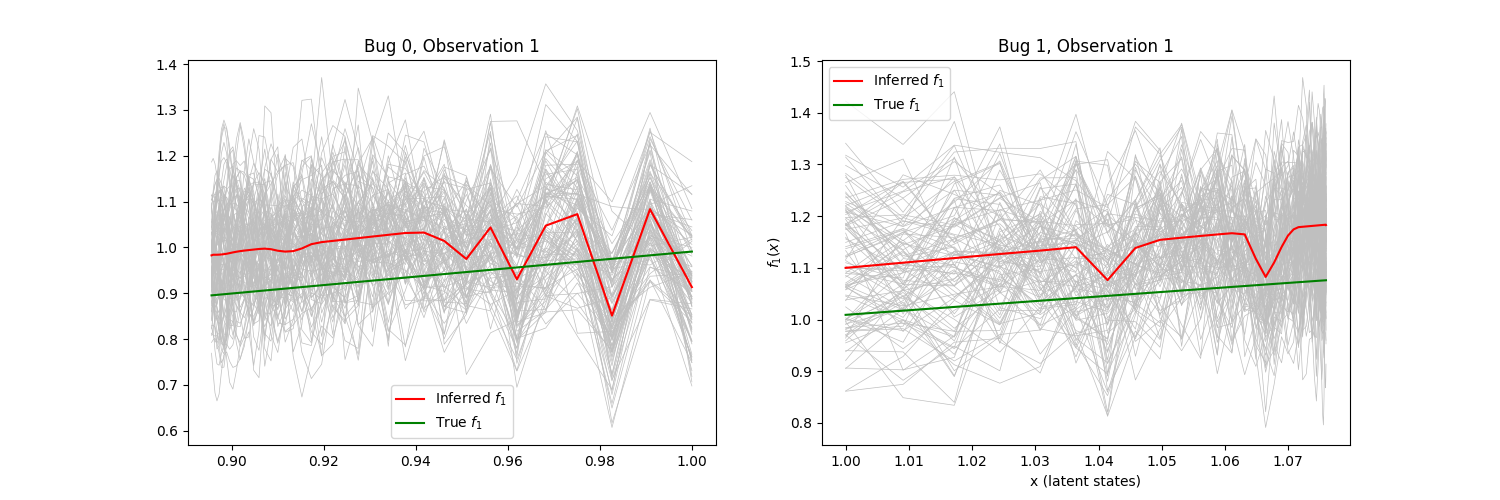 Bug 0, Observation 1
1.4
1.3
1.2
1.1
1.0
0.9
0.8
0.7
0.6
Inferred f₁
True f₁
0.90 0.92 0.94 0.96 0.98 1.00
Bug 1, Observation 1
1.5
1.4
1.3
1.2
1.1
1.0
0.9
0.8
f₁(x)
Inferred f₁
True f₁
1.00 1.01 1.02 1.03 1.04 1.05 1.06 1.07
x (latent states)